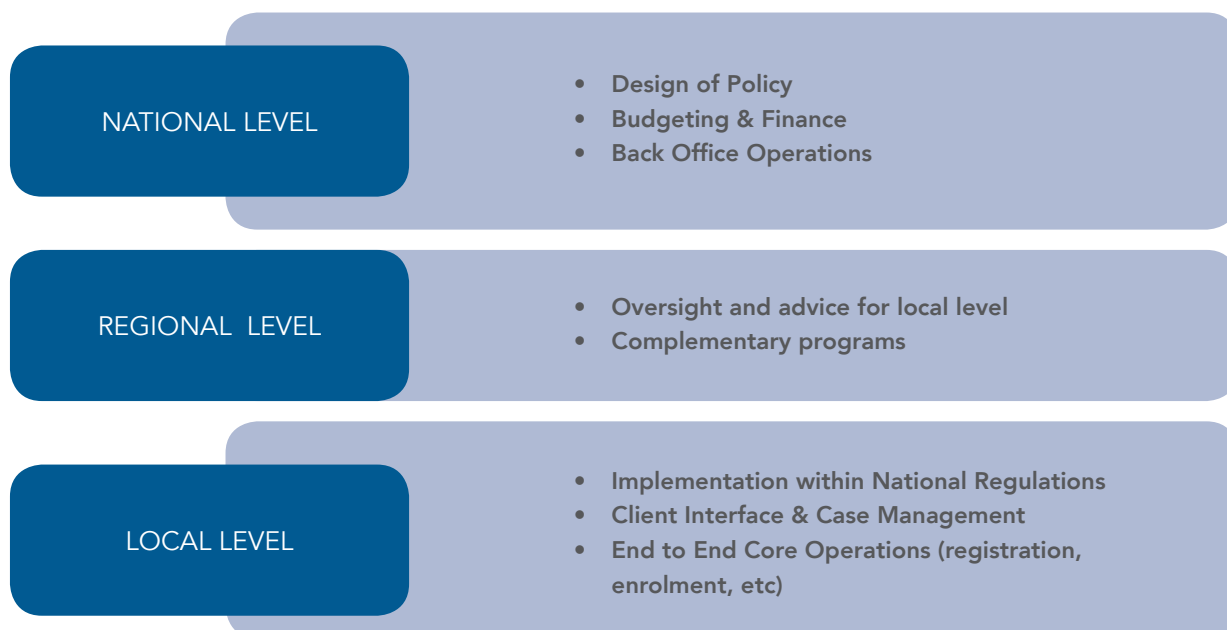 NATIONAL LEVEL
• Design of Policy
• Budgeting & Finance
• Back Office Operations
REGIONAL LEVEL
• Oversight and advice for local level
• Complementary programs
LOCAL LEVEL
• Implementation within National Regulations
• Client Interface & Case Management
• End to End Core Operations (registration,
enrolment, etc)